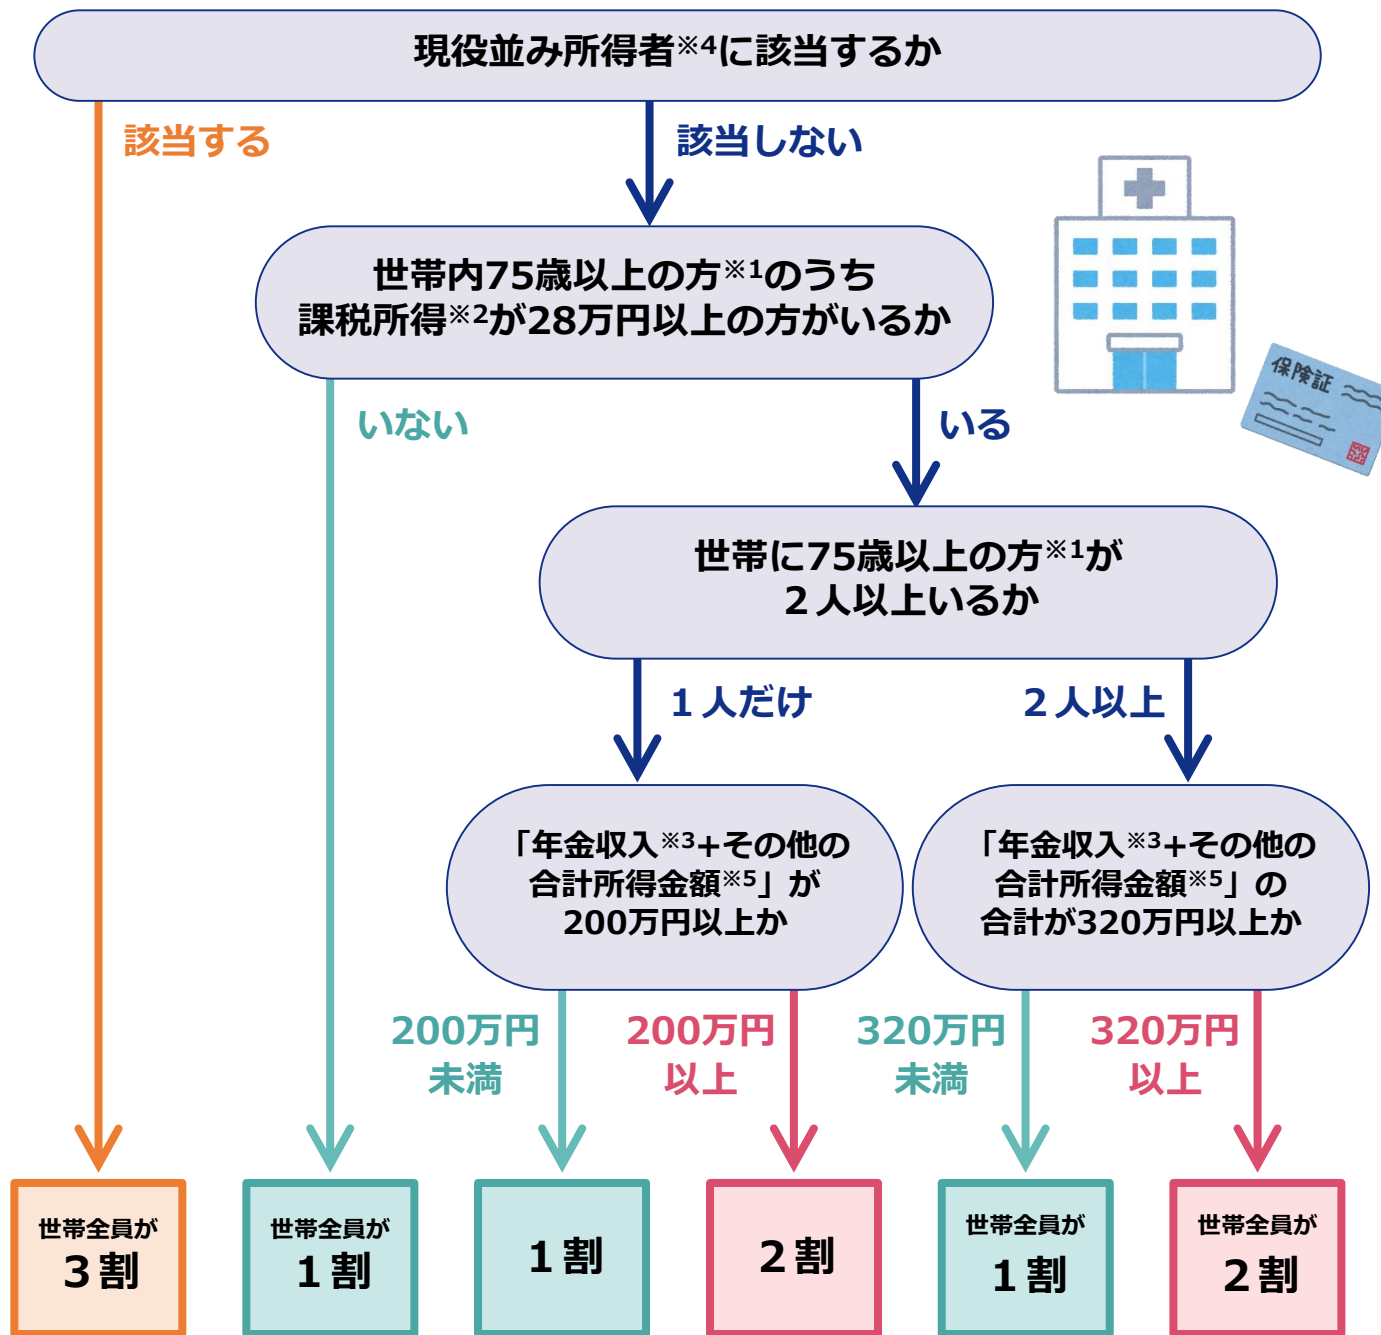 現役並み所得者※4に該当するか
該当する
該当しない
世帯内75歳以上の方※1のうち
課税所得※2が28万円以上の方がいるか
保険証
いない
いる
世帯に75歳以上の方※1が
２人以上いるか
１人だけ
２人以上
「年金収入※3+その他の
合計所得金額※5」が
200万円以上か
「年金収入※3+その他の
合計所得金額※5」の
合計が320万円以上か
200万円
未満
200万円
以上
320万円
未満
320万円
以上
世帯全員が
３割
世帯全員が
１割
１割
２割
世帯全員が
１割
世帯全員が
２割